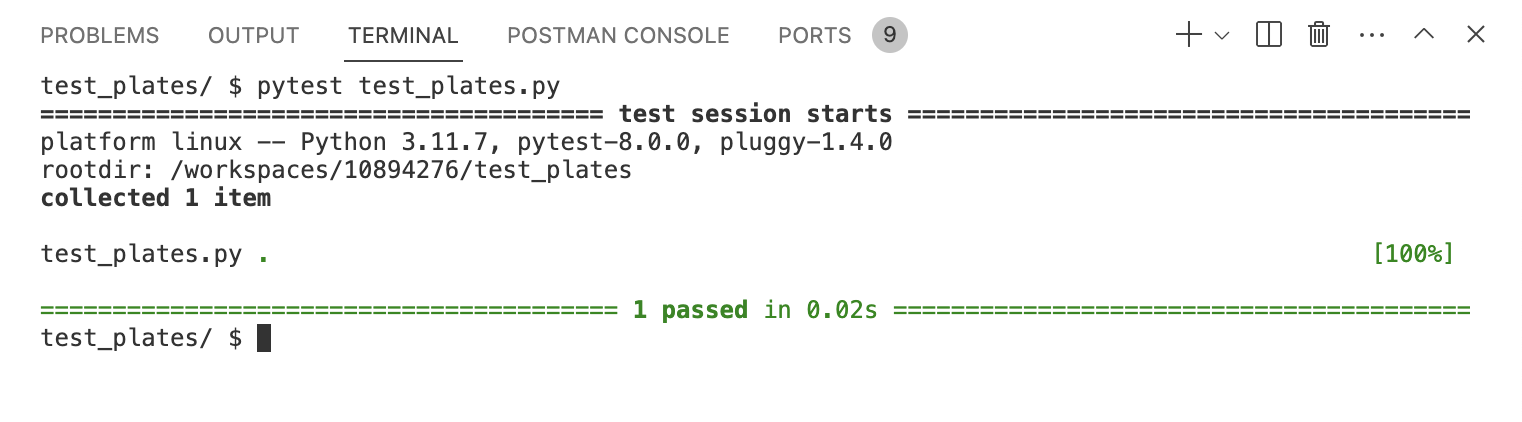 PROBLEMS OUTPUT TERMINAL POSTMAN CONSOLE PORTS 9
test_plates/ $ pytest test_plates.py
======================================= test session starts =======================================
platform linux -- Python 3.11.7, pytest-8.0.0, pluggy-1.4.0
rootdir: /workspaces/10894276/test_plates
collected 1 item
test_plates.py . [100%]
======================================== 1 passed in 0.02s ========================================
test_plates/ $